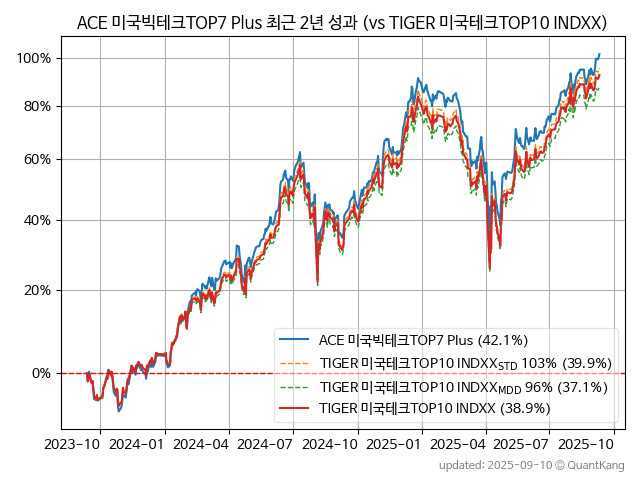 ACE 미국빅테크TOP7 Plus 최근 2년 성과 (vs TIGER 미국테크TOP10 INDXX)
100%
80%
60%
40%
20%
0%
ACE 미국빅테크TOP7 Plus (42.1%)
TIGER 미국테크TOP10 INDXX_STD 103% (39.9%)
TIGER 미국테크TOP10 INDXX_MDD 96% (37.1%)
TIGER 미국테크TOP10 INDXX (38.9%)
2023-10 2024-01 2024-04 2024-07 2024-10 2025-01 2025-04 2025-07 2025-10
updated: 2025-09-10 © QuantKang